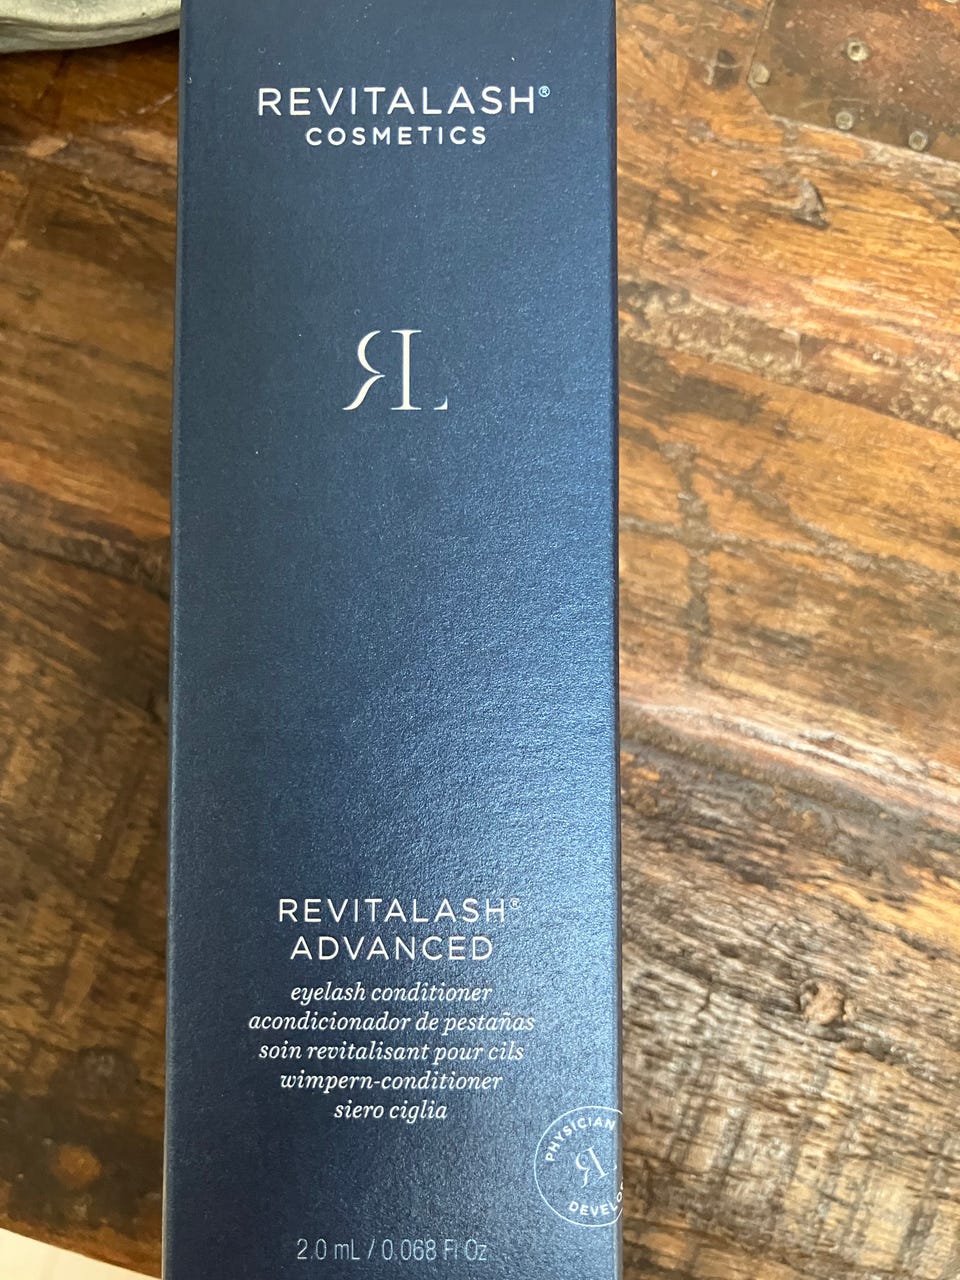 REVITALASH®
COSMETICS
RL
REVITALASH®
ADVANCED
eyelash conditioner
acondicionador de pestañas
soin revitalisant pour cils
wimpern-conditioner
siero ciglia
PHYSICIAN
RL
2.0 mL / 0.068 Fl Oz